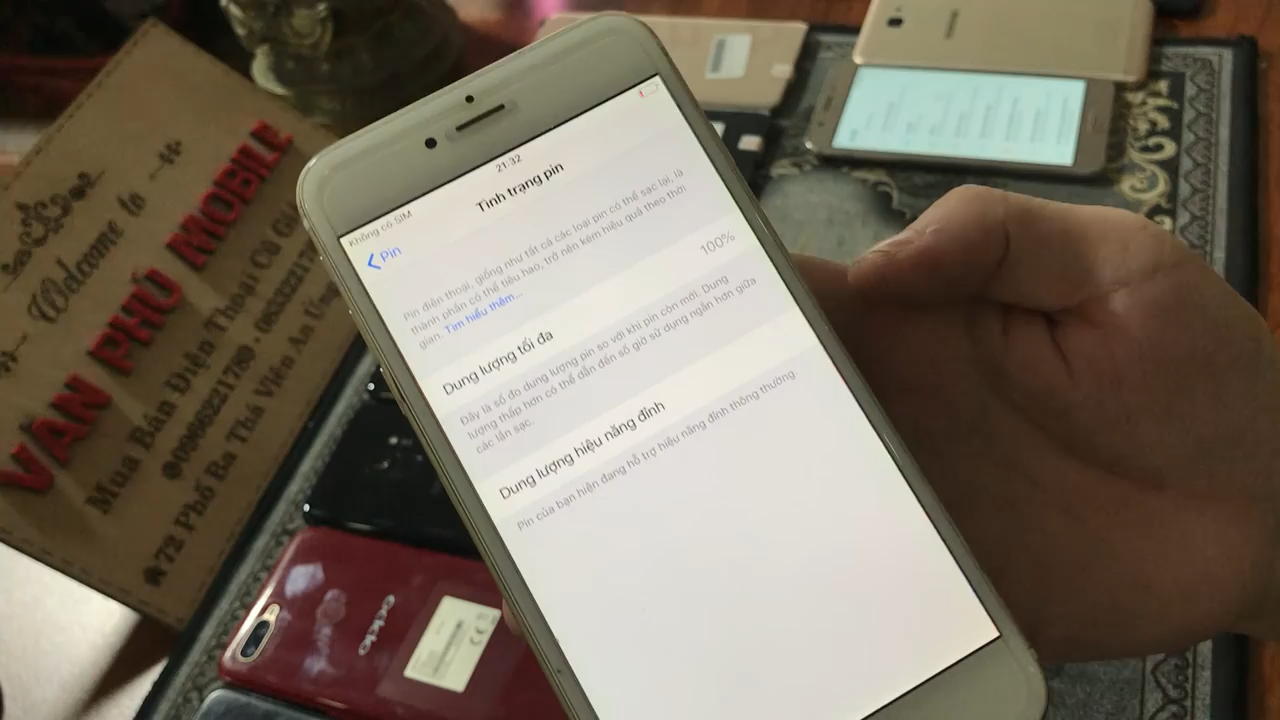 Welcome to
VĂN PHÚ MOBILE
Mua Bán Điện Thoại Cũ
72 Phố Ba Thá Viên An Ứng
Không có SIM
21:32
Pin
Tình trạng pin
Pin điện thoại, giống như tất cả các loại pin có thể sạc lại, là
thành phần có thể tiêu hao, trở nên kém hiệu quả theo thời
gian. Tìm hiểu thêm...
Dung lượng tối đa
100%
Đây là số đo dung lượng pin so với khi pin còn mới. Dung
lượng thấp hơn có thể dẫn đến số giờ sử dụng ngắn hơn giữa
các lần sạc.
Dung lượng hiệu năng đỉnh
Pin của bạn hiện đang hỗ trợ hiệu năng đỉnh thông thường.
oppo